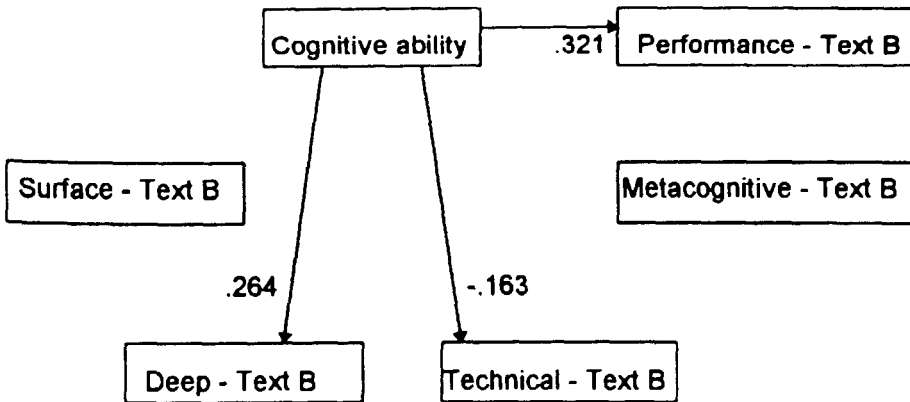 Cognitive ability
.321
Performance - Text B
Surface - Text B
Metacognitive - Text B
.264
-.163
Deep - Text B
Technical - Text B